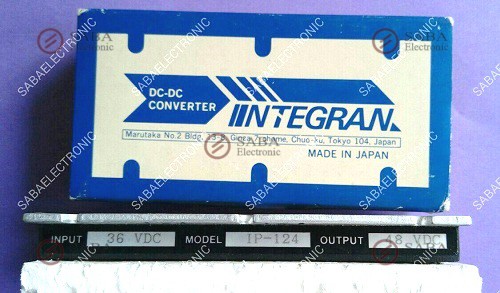 DC-DC
CONVERTER
INTEGRAN
Marutaka No.2 Bldg. Ginza, Chuo-ku, Tokyo 104, Japan
MADE IN JAPAN
INPUT 36 VDC MODEL IP-124 OUTPUT 48 VDC
SABA
Electronic
SABAELECTRONIC